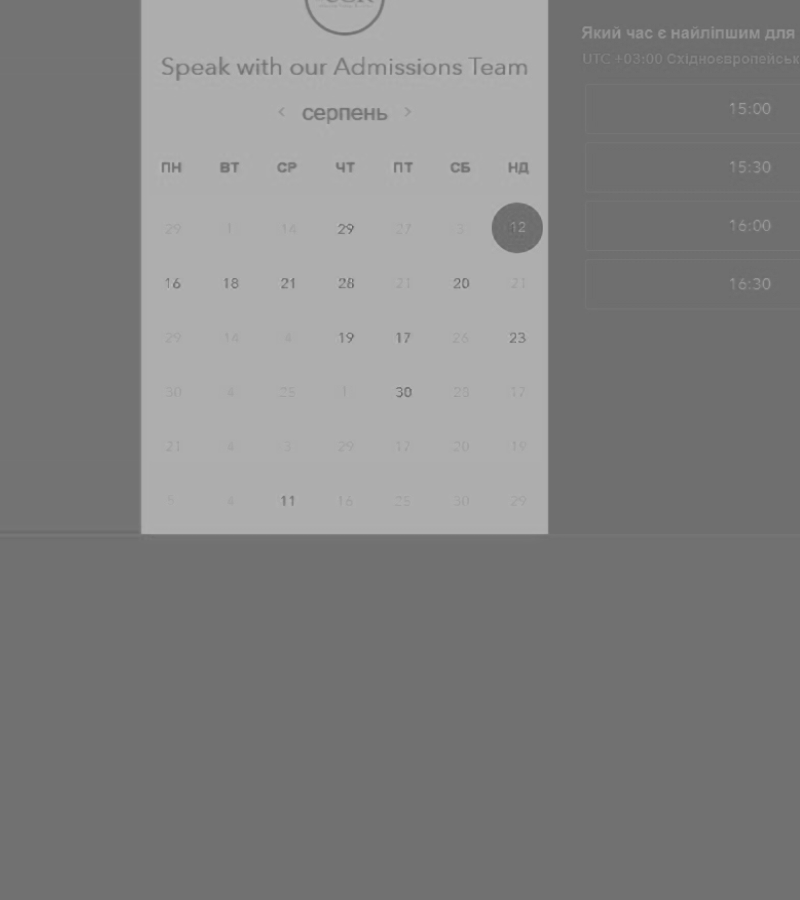 Speak with our Admissions Team
< серпень >
ПН ВТ СР ЧТ ПТ СБ НД
29 1 14 29 27 3 12
16 18 21 28 21 20 21
29 14 4 19 17 26 23
30 4 25 1 30 28 17
21 4 3 29 12 20 19
5 4 11 16 25 30 29
Який час є найліпшим для
UTC +03:00 Східноєвропейськ
15:00
15:30
16:00
16:30